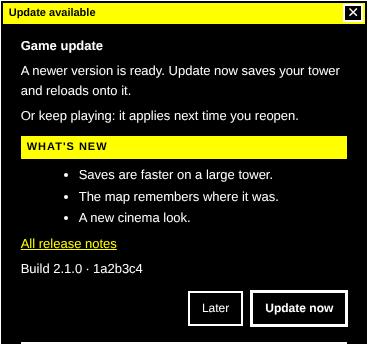 Update available
Game update
A newer version is ready. Update now saves your tower
and reloads onto it.
Or keep playing: it applies next time you reopen.
WHAT'S NEW
• Saves are faster on a large tower.
• The map remembers where it was.
• A new cinema look.
All release notes
Build 2.1.0 · 1a2b3c4
Later
Update now